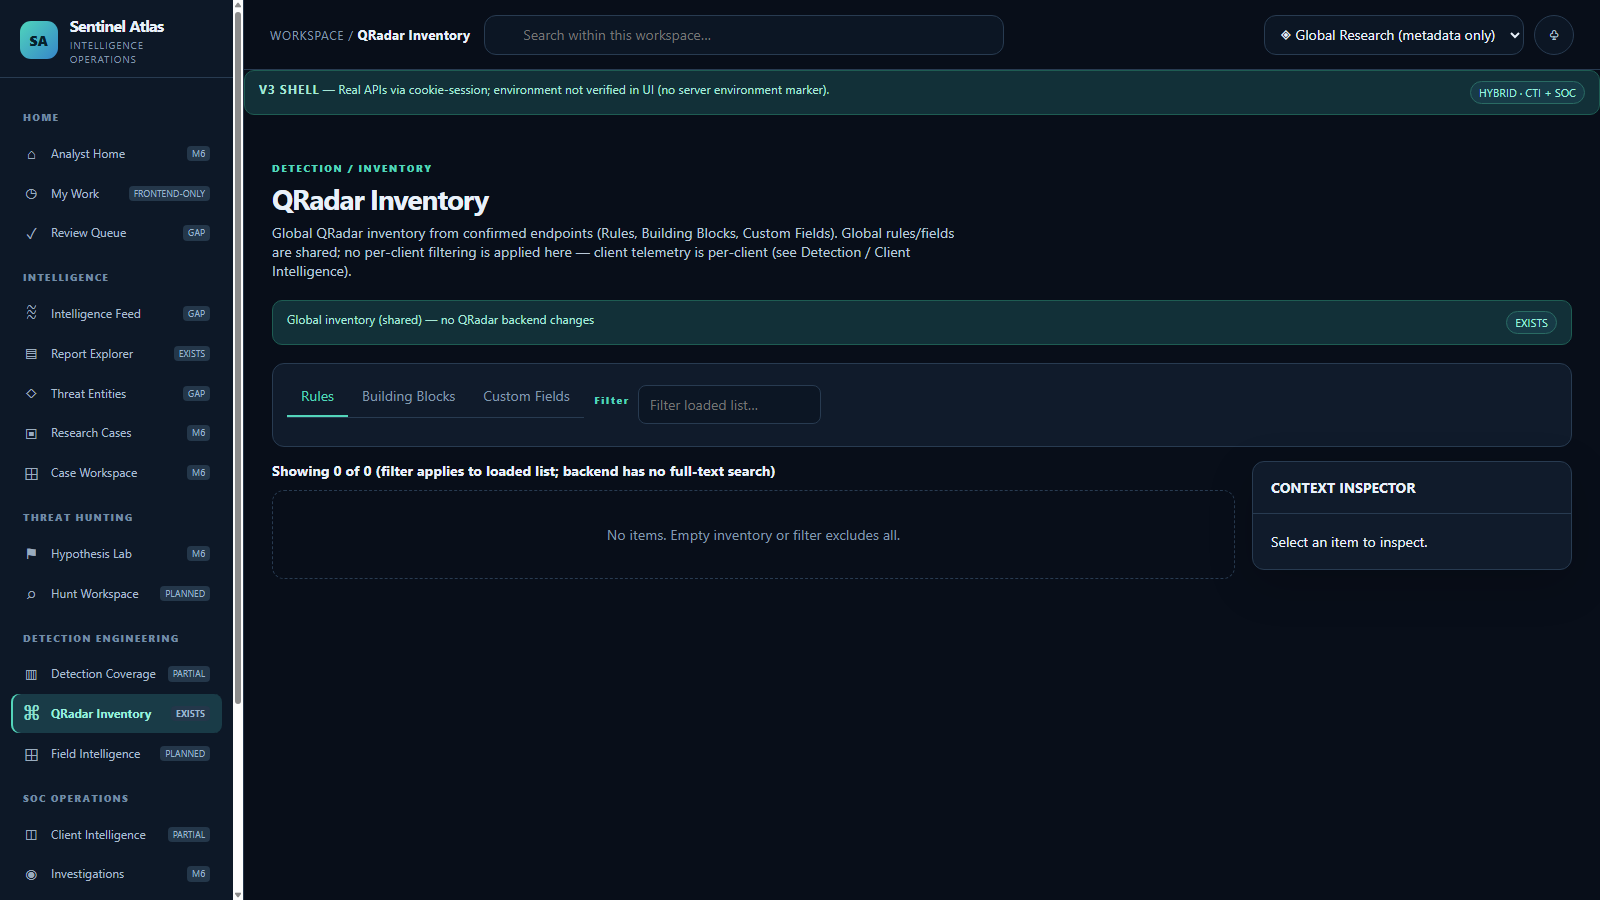 SA
Sentinel Atlas
INTELLIGENCE
OPERATIONS
HOME
Analyst Home M6
My Work FRONTEND-ONLY
Review Queue GAP
INTELLIGENCE
Intelligence Feed GAP
Report Explorer EXISTS
Threat Entities GAP
Research Cases M6
Case Workspace M6
THREAT HUNTING
Hypothesis Lab M6
Hunt Workspace PLANNED
DETECTION ENGINEERING
Detection Coverage PARTIAL
QRadar Inventory EXISTS
Field Intelligence PLANNED
SOC OPERATIONS
Client Intelligence PARTIAL
Investigations M6
WORKSPACE / QRadar Inventory
Search within this workspace...
Global Research (metadata only)
V3 SHELL — Real APIs via cookie-session; environment not verified in UI (no server environment marker).
HYBRID · CTI + SOC
DETECTION / INVENTORY
QRadar Inventory
Global QRadar inventory from confirmed endpoints (Rules, Building Blocks, Custom Fields). Global rules/fields
are shared; no per-client filtering is applied here — client telemetry is per-client (see Detection / Client
Intelligence).
Global inventory (shared) — no QRadar backend changes
EXISTS
Rules Building Blocks Custom Fields Filter Filter loaded list...
Showing 0 of 0 (filter applies to loaded list; backend has no full-text search)
No items. Empty inventory or filter excludes all.
CONTEXT INSPECTOR
Select an item to inspect.